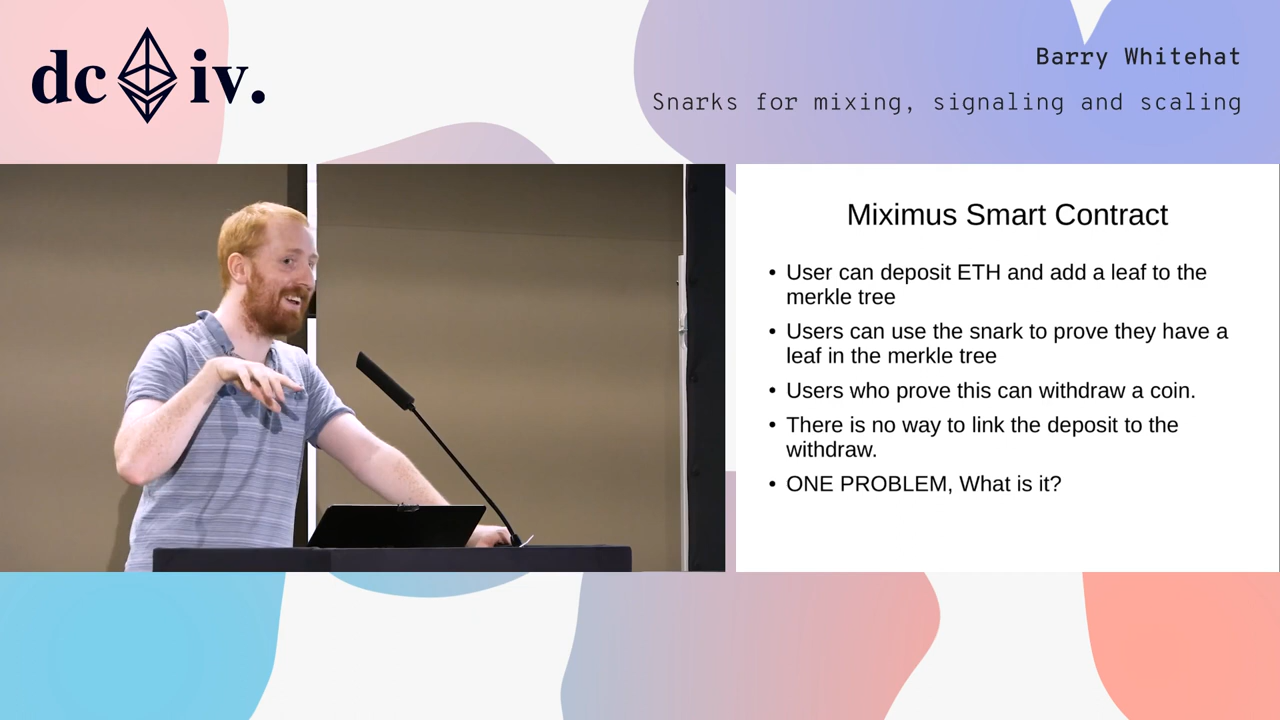 dc iv.
Barry Whitehat
Snarks for mixing, signaling and scaling
Miximus Smart Contract
• User can deposit ETH and add a leaf to the
merkle tree
• Users can use the snark to prove they have a
leaf in the merkle tree
• Users who prove this can withdraw a coin.
• There is no way to link the deposit to the
withdraw.
• ONE PROBLEM, What is it?